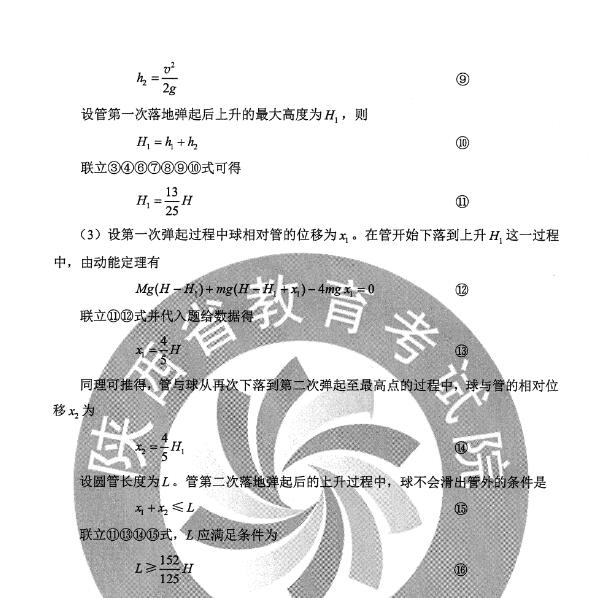 h₂ = v²/2g ⑨
设管第一次落地弹起后上升的最大高度为H₁，则
H₁ = h₁ + h₂ ⑩
联立③④⑥⑦⑧⑨⑩式可得
H₁ = 13/25 H ⑪
（3）设第一次弹起过程中球相对管的位移为x₁。在管开始下落到上升H₁这一过程
中，由动能定理有
Mg(H − H₁) + mg(H − H₁ + x₁) − 4mgx₁ = 0 ⑫
联立⑪⑫式并代入题给数据得
x₁ = 4/5 H ⑬
同理可推得，管与球从再次下落到第二次弹起至最高点的过程中，球与管的相对位
移x₂为
x₂ = 4/5 H₁ ⑭
设圆管长度为L。管第二次落地弹起后的上升过程中，球不会滑出管外的条件是
x₁ + x₂ ≤ L ⑮
联立⑪⑬⑭⑮式，L应满足条件为
L ≥ 152/125 H ⑯
陕西省教育考试院